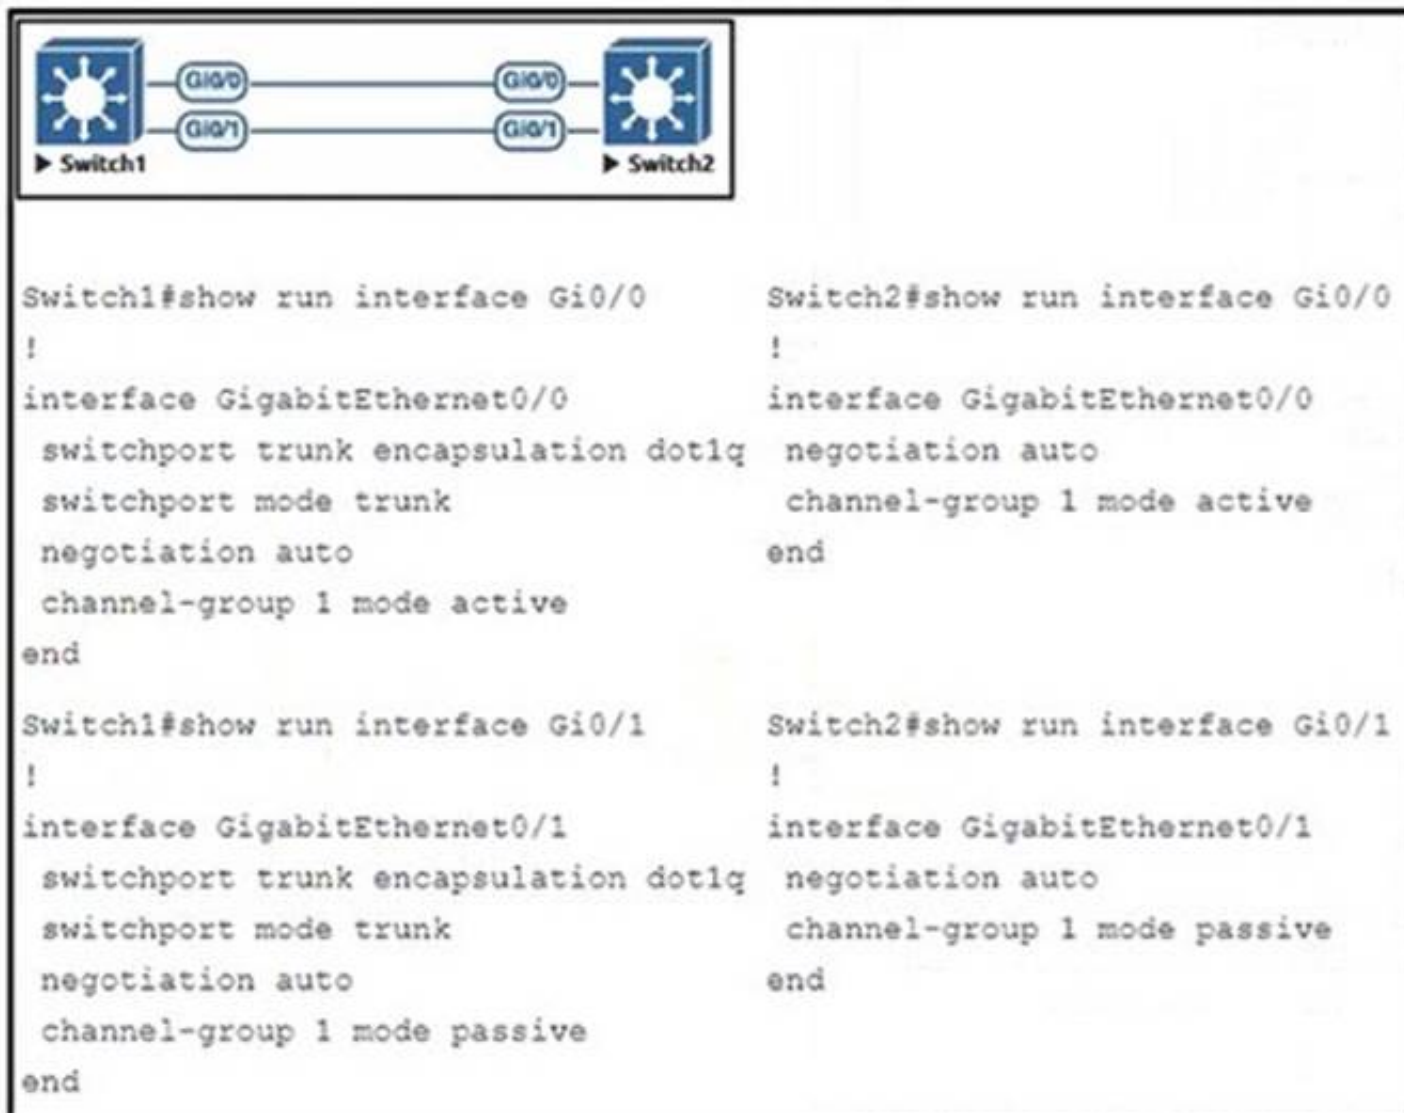 Gi0/0
Gi0/0
Gi0/1
Gi0/1
▶ Switch1
▶ Switch2
Switch1#show run interface Gi0/0
!
interface GigabitEthernet0/0
switchport trunk encapsulation dot1q
switchport mode trunk
negotiation auto
channel-group 1 mode active
end
Switch2#show run interface Gi0/0
!
interface GigabitEthernet0/0
negotiation auto
channel-group 1 mode active
end
Switch1#show run interface Gi0/1
!
interface GigabitEthernet0/1
switchport trunk encapsulation dot1q
switchport mode trunk
negotiation auto
channel-group 1 mode passive
end
Switch2#show run interface Gi0/1
!
interface GigabitEthernet0/1
negotiation auto
channel-group 1 mode passive
end